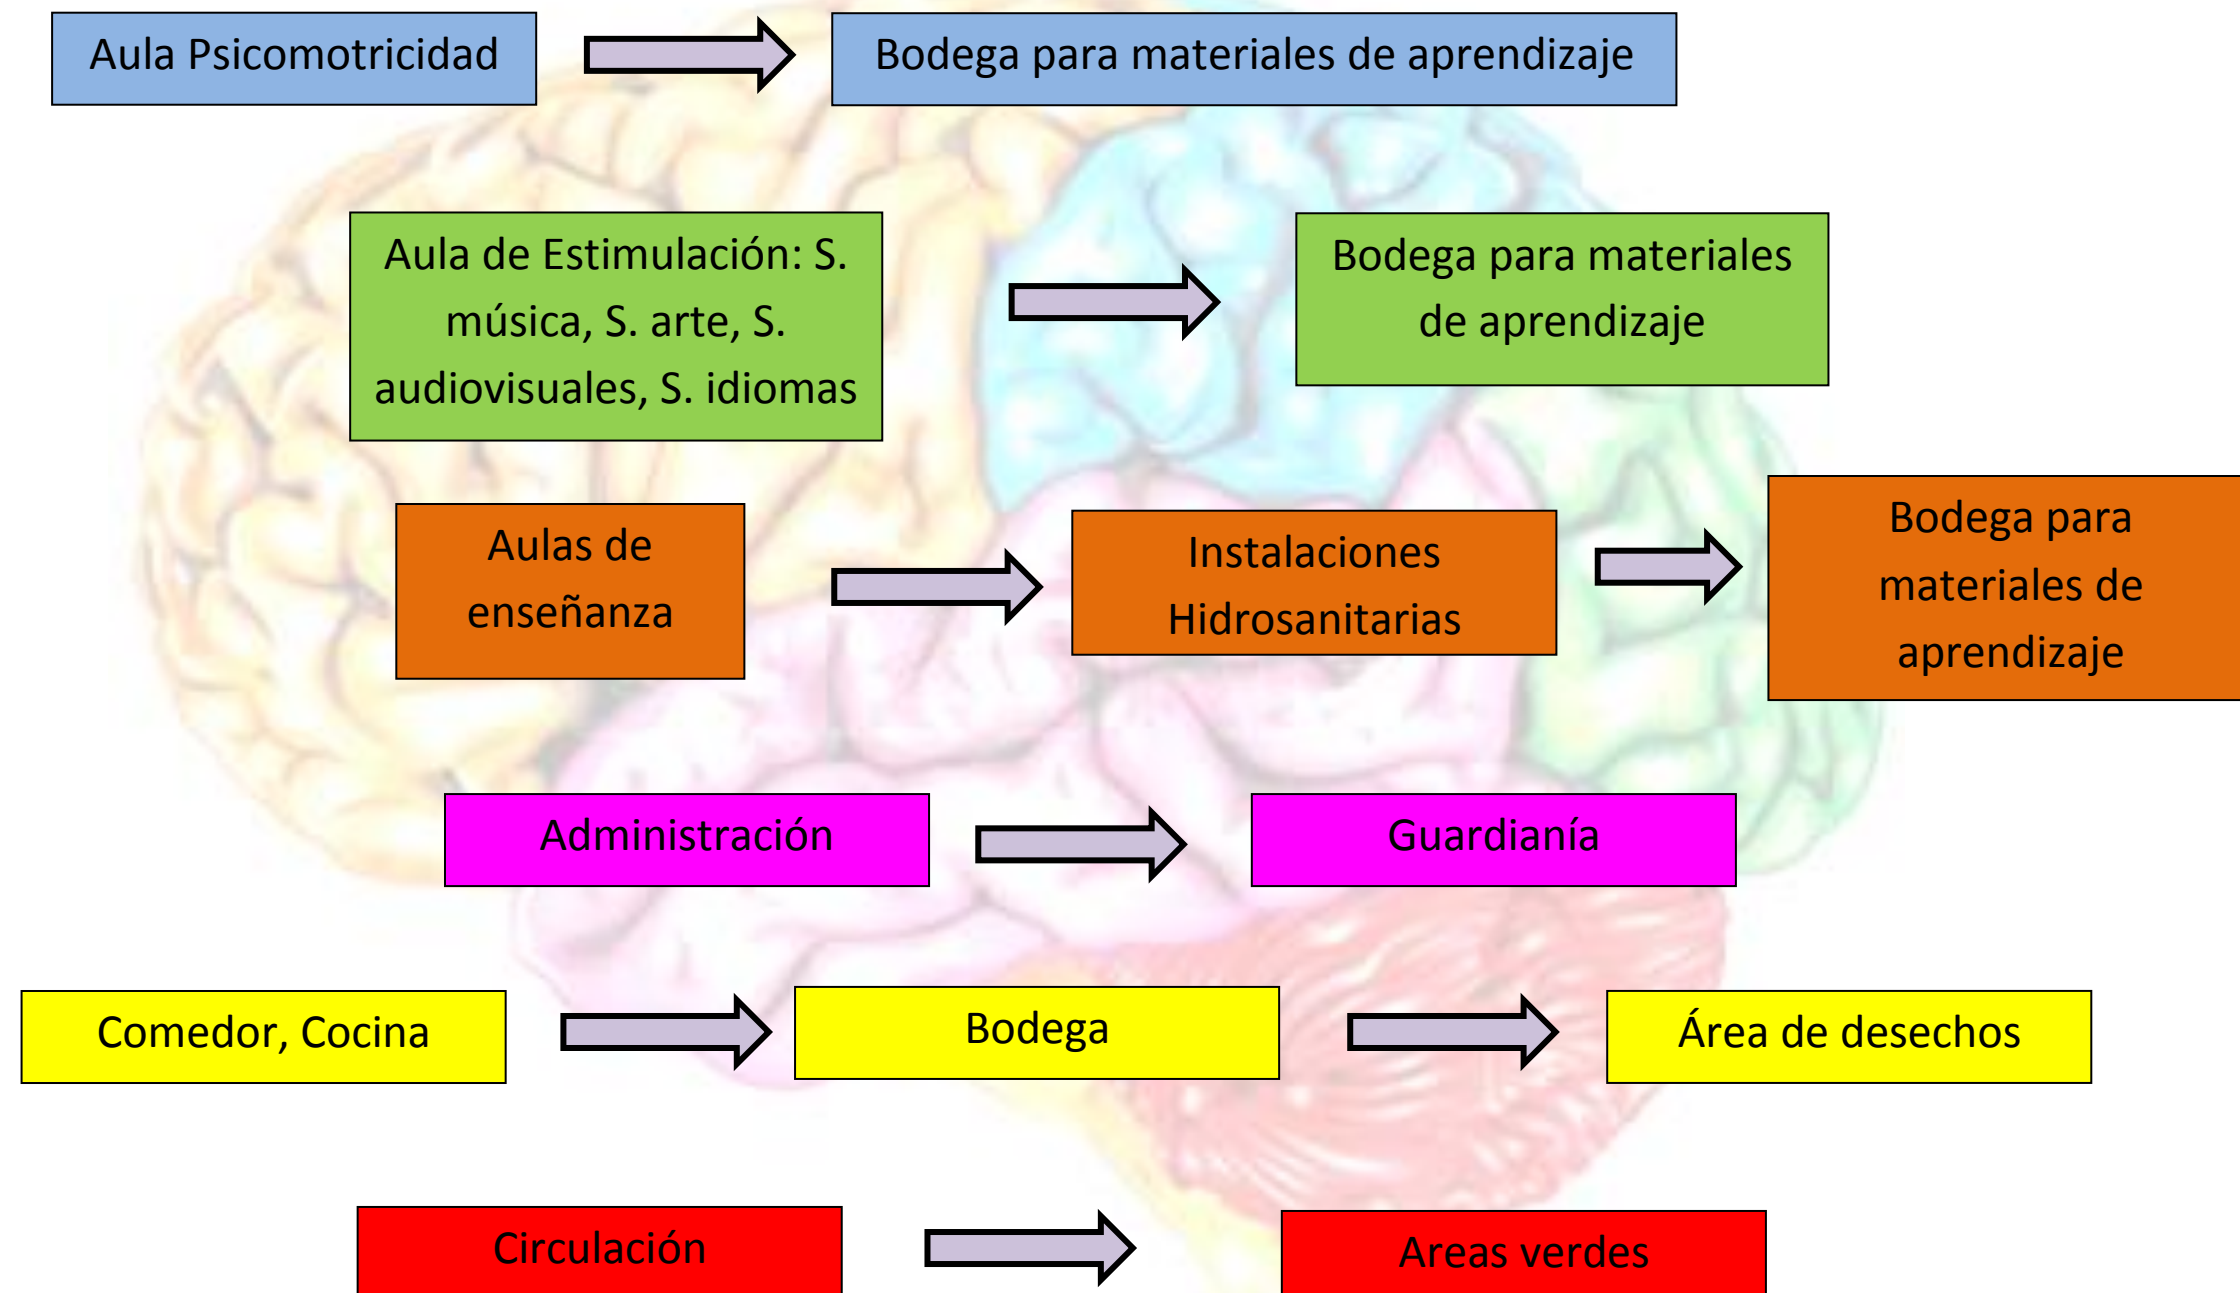 Aula Psicomotricidad
Bodega para materiales de aprendizaje
Aula de Estimulación: S.
música, S. arte, S.
audiovisuales, S. idiomas
Bodega para materiales
de aprendizaje
Aulas de
enseñanza
Instalaciones
Hidrosanitarias
Bodega para
materiales de
aprendizaje
Administración
Guardianía
Comedor, Cocina
Bodega
Área de desechos
Circulación
Areas verdes